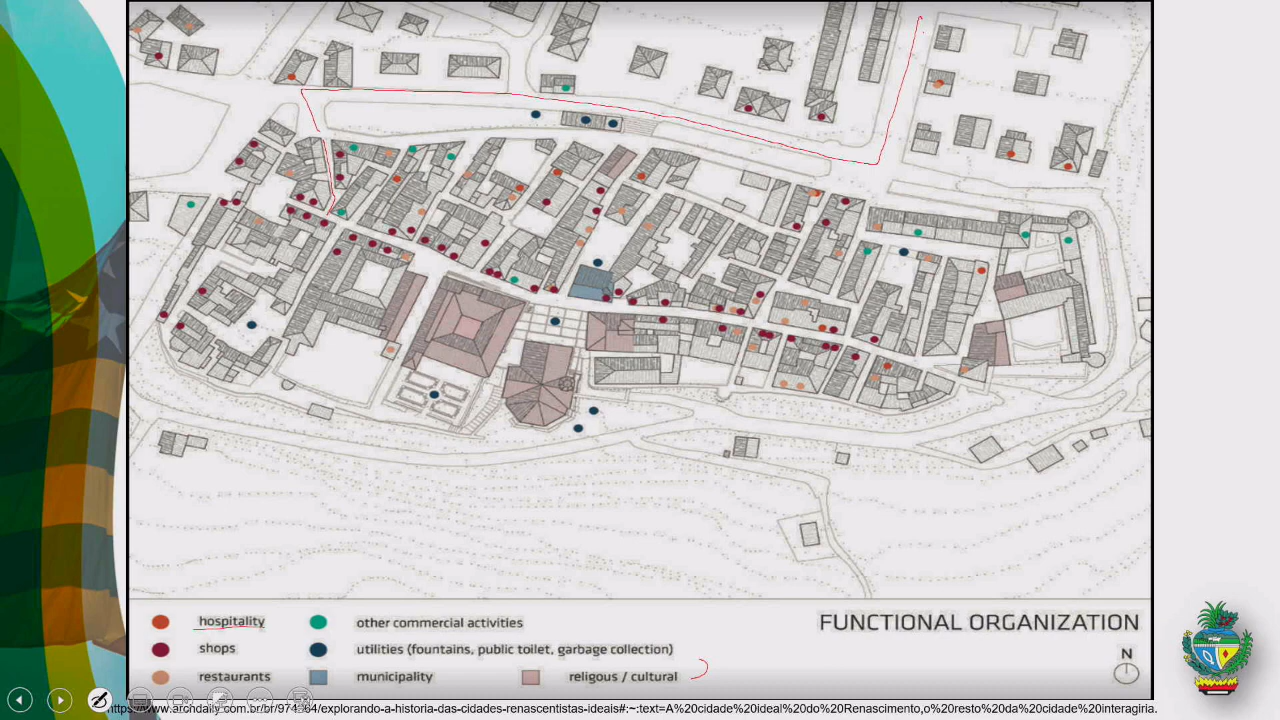 hospitality
other commercial activities
FUNCTIONAL ORGANIZATION
shops
utilities (fountains, public toilet, garbage collection)
N
restaurants
municipality
religous / cultural